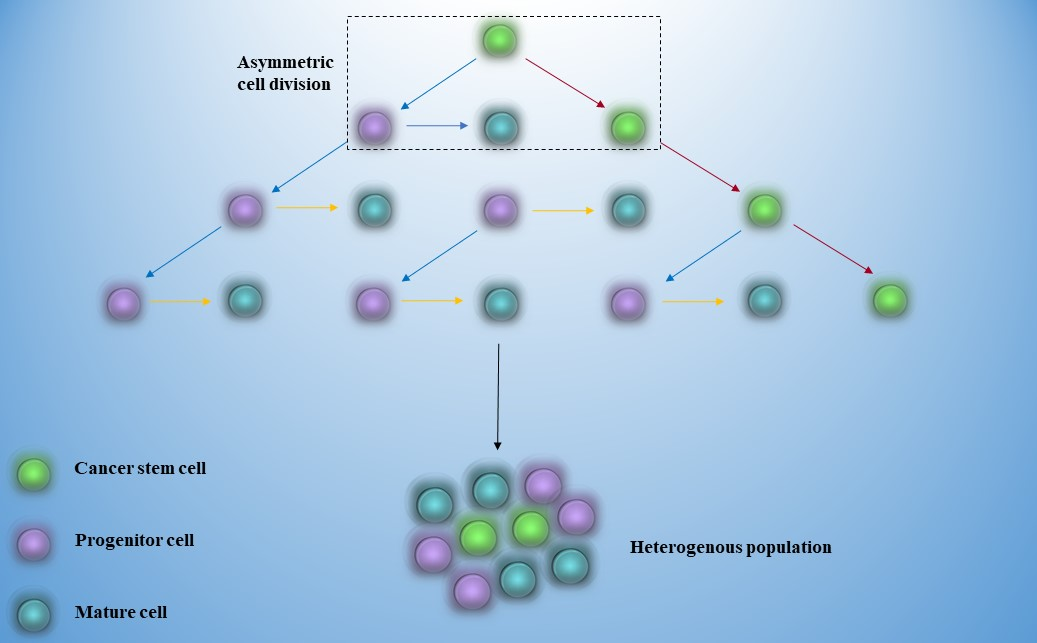 Asymmetric
cell division
Cancer stem cell
Progenitor cell
Heterogenous population
Mature cell